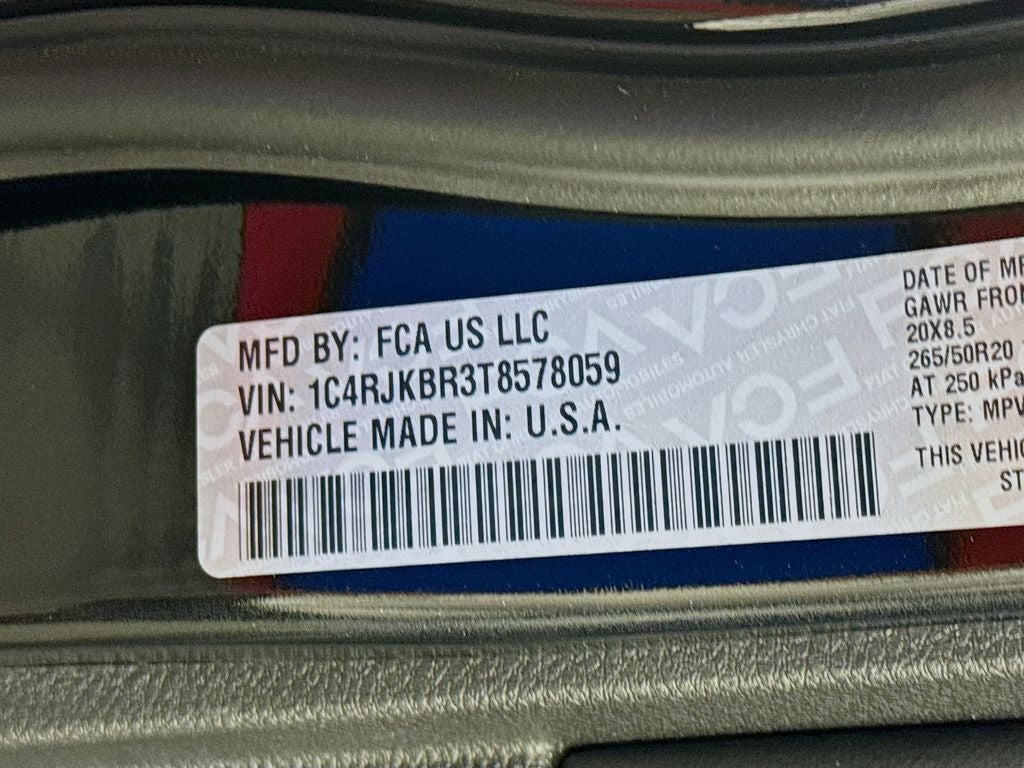 MFD BY: FCA US LLC
VIN: 1C4RJKBR3T8578059
VEHICLE MADE IN: U.S.A.
DATE OF MF
GAWR FRON
20X8.5
265/50R20
AT 250 kPa
TYPE: MPV
THIS VEHIC
ST